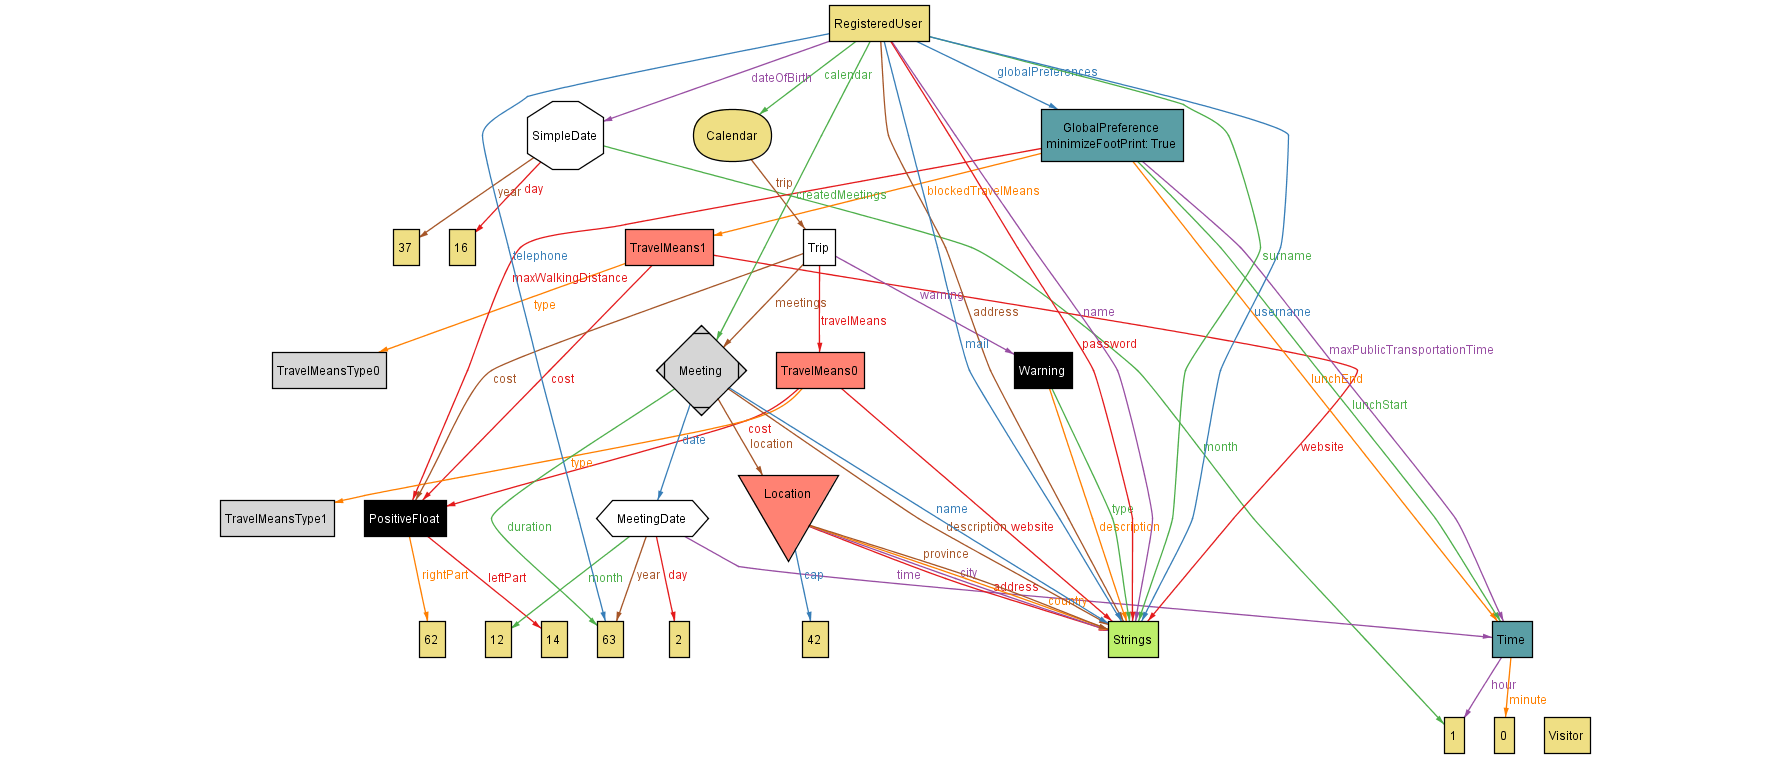 RegisteredUser
dateOfBirth
calendar
globalPreferences
SimpleDate
Calendar
GlobalPreference
minimizeFootPrint: True
year
day
trip
createdMeetings
blockedTravelMeans
37
16
telephone
TravelMeans1
Trip
surname
maxWalkingDistance
type
meetings
travelMeans
warning
address
name
username
mail
password
maxPublicTransportationTime
TravelMeansType0
cost
cost
Meeting
TravelMeans0
Warning
lunchEnd
lunchStart
date
cost
location
month
website
type
TravelMeansType1
PositiveFloat
duration
MeetingDate
Location
name
description
website
type
description
province
city
address
country
time
cap
rightPart
leftPart
month
year
day
62
12
14
63
2
42
Strings
Time
hour
minute
1
0
Visitor